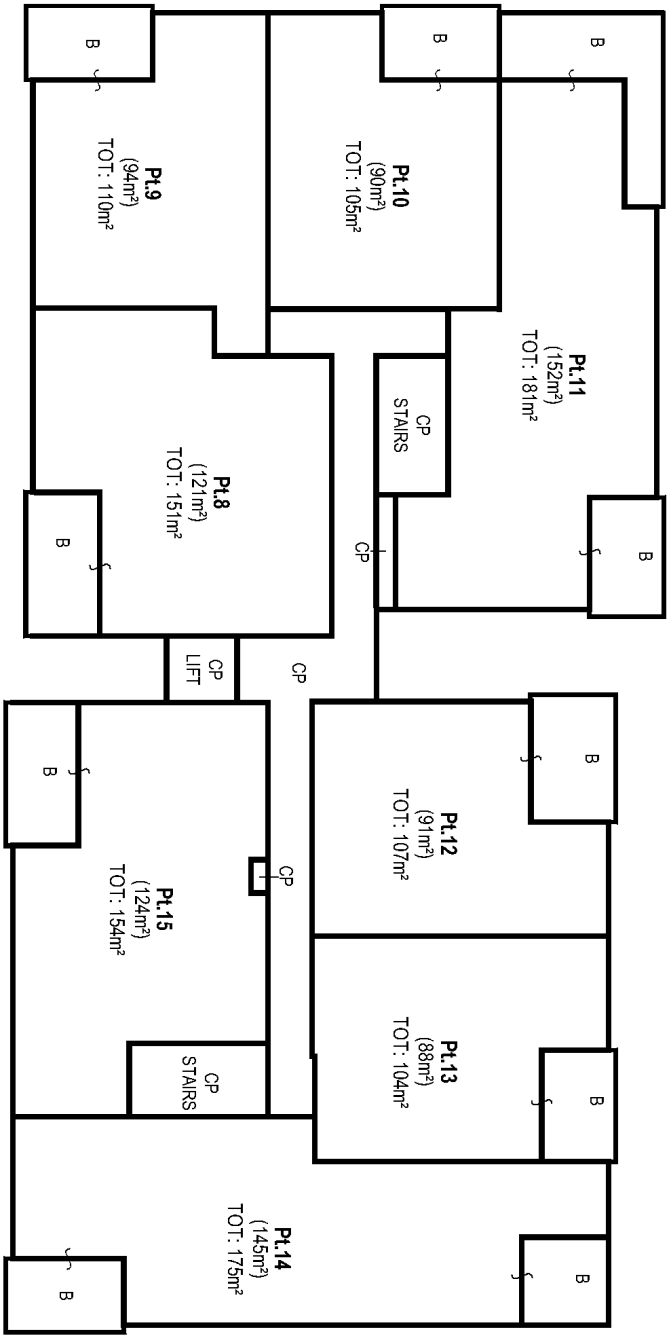 B
B
B
B
B
Pt.11
(152m²)
TOT: 181m²
B
Pt.10
(90m²)
TOT: 105m²
CP
STAIRS
CP
Pt.12
(91m²)
TOT: 107m²
Pt.13
(88m²)
TOT: 104m²
CP
CP
Pt.9
(94m²)
TOT: 110m²
Pt.8
(121m²)
TOT: 151m²
CP
LIFT
Pt.15
(124m²)
TOT: 154m²
CP
STAIRS
Pt.14
(145m²)
TOT: 175m²
B
B
B
B